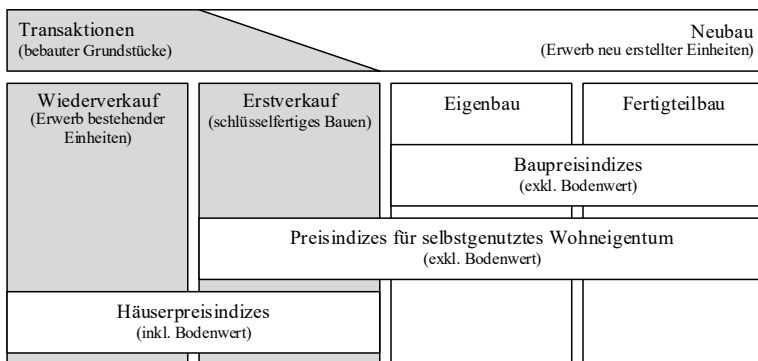 Transaktionen
(bebauter Grundstücke)
Neubau
(Erwerb neu erstellter Einheiten)
Wiederverkauf
(Erwerb bestehender
Einheiten)
Erstverkauf
(schlüsselfertiges Bauen)
Eigenbau
Fertigteilbau
Baupreisindizes
(exkl. Bodenwert)
Preisindizes für selbstgenutztes Wohneigentum
(exkl. Bodenwert)
Häuserpreisindizes
(inkl. Bodenwert)